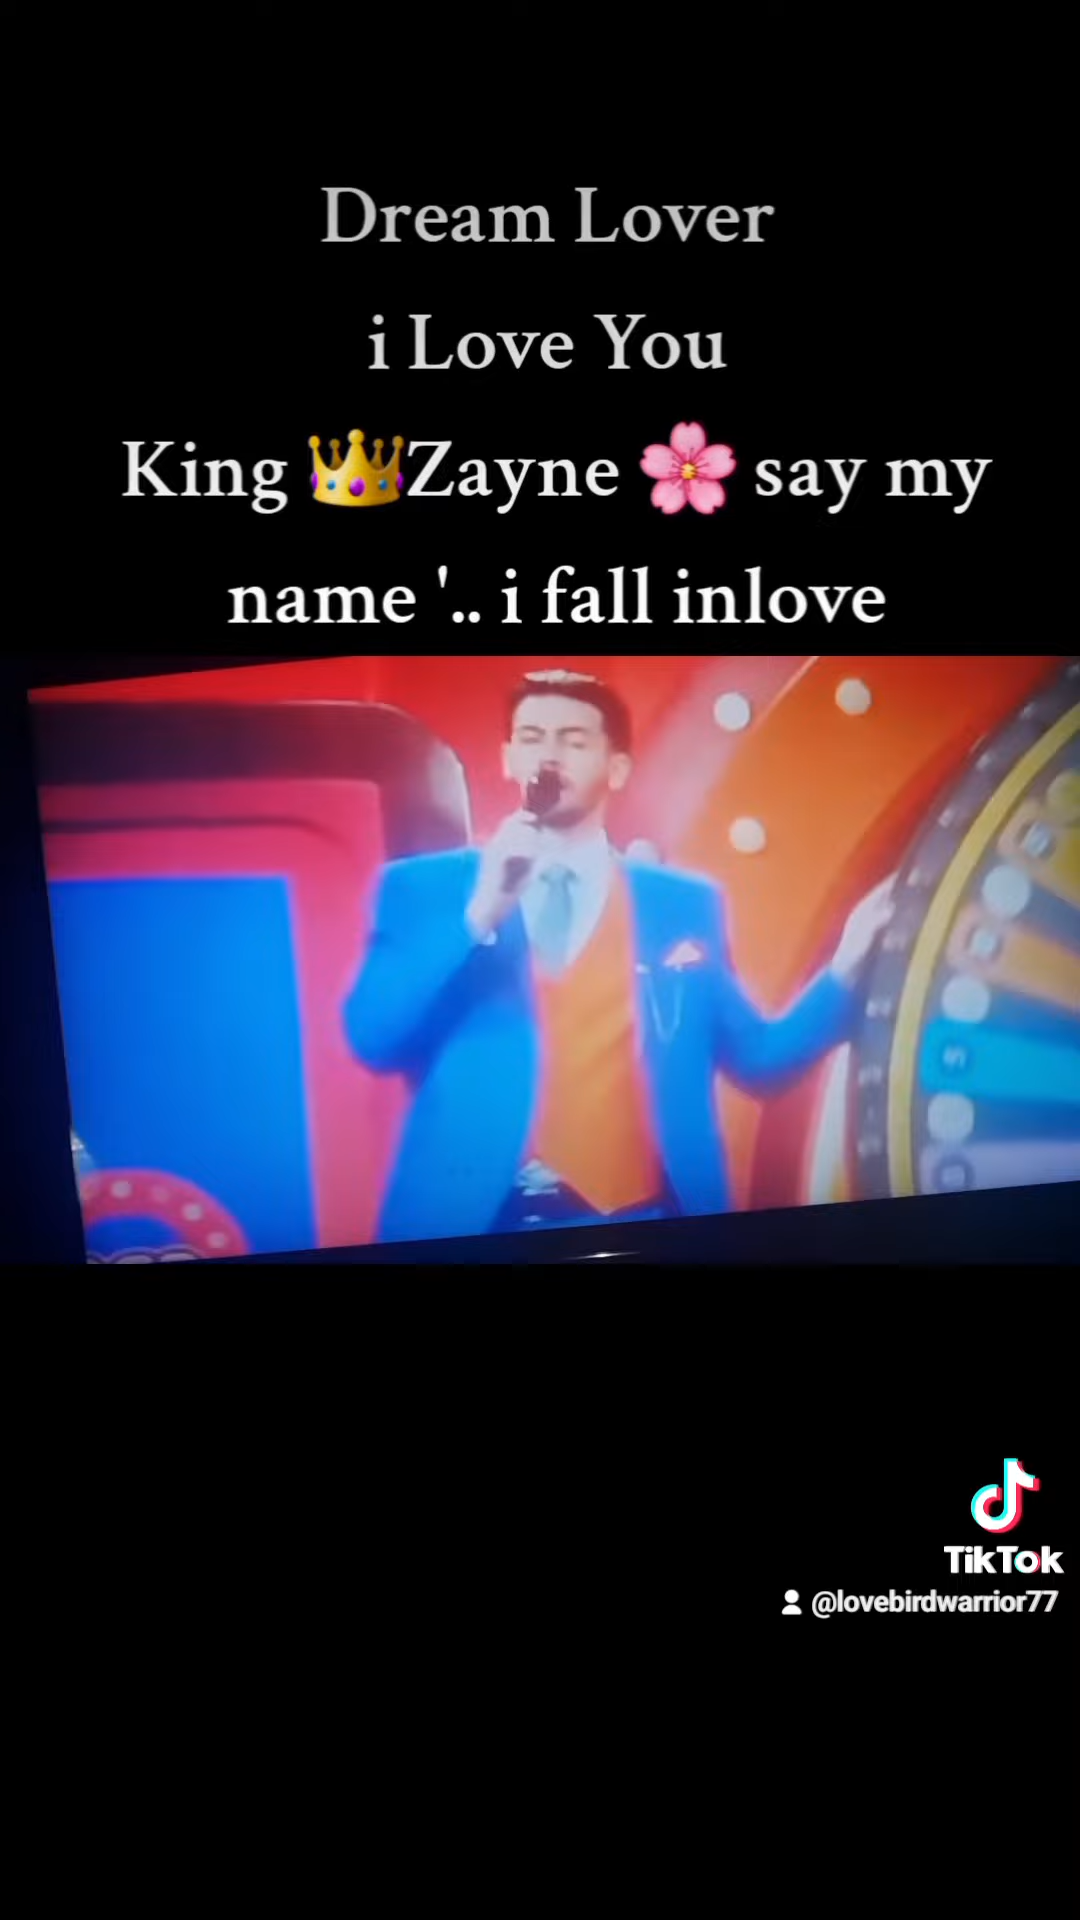 Dream Lover
i Love You
King 👑Zayne 🌸 say my
name '.. i fall inlove
TikTok
@lovebirdwarrior77